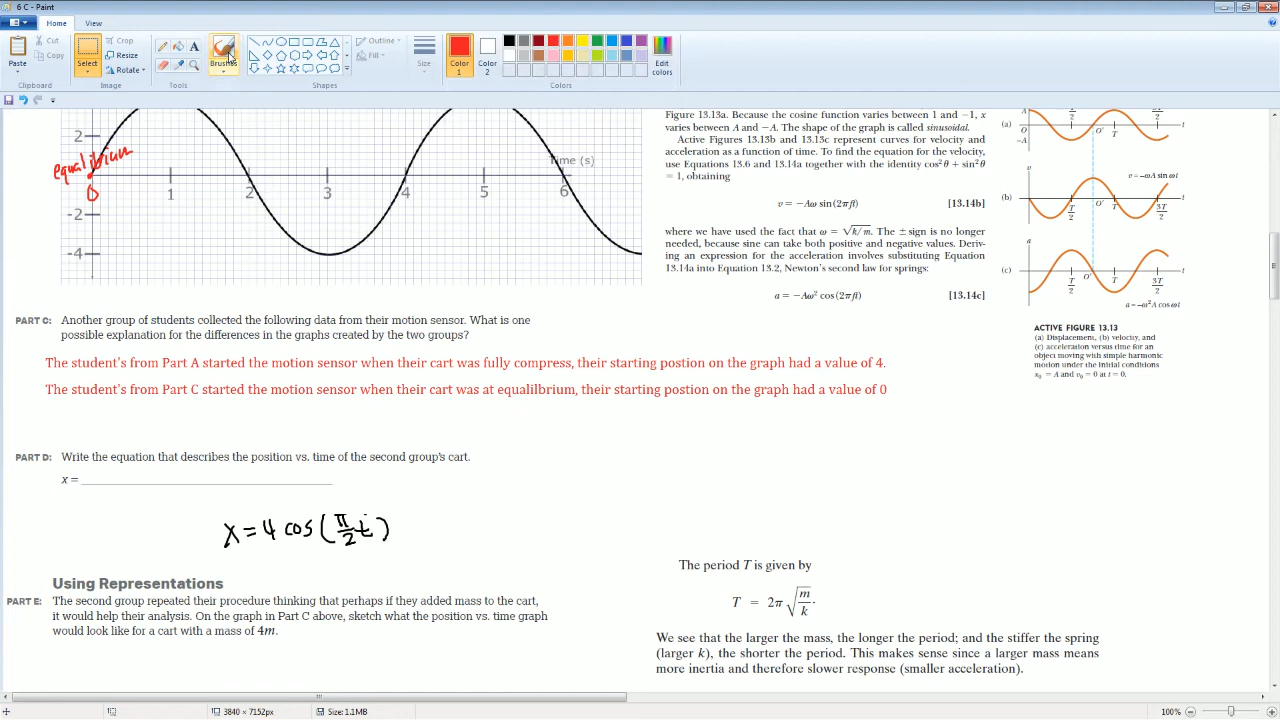 6 C - Paint
Home
View
Paste
Cut
Copy
Clipboard
Select
Crop
Resize
Rotate
Image
A
Tools
Brushes
Outline
Fill
Shapes
Size
Color 1
Color 2
Edit colors
Colors
2
equalibrium
0
1
2
3
4
5
6
Time (s)
-2
-4
Figure 13.13a. Because the cosine function varies between 1 and −1, x
varies between A and −A. The shape of the graph is called sinusoidal.
Active Figures 13.13b and 13.13c represent curves for velocity and
acceleration as a function of time. To find the equation for the velocity,
use Equations 13.6 and 13.14a together with the identity cos² θ + sin² θ
= 1, obtaining
v = −Aω sin(2πft) [13.14b]
where we have used the fact that ω = √k/m. The ± sign is no longer
needed, because sine can take both positive and negative values. Deriv-
ing an expression for the acceleration involves substituting Equation
13.14a into Equation 13.2, Newton's second law for springs:
a = −Aω² cos(2πft) [13.14c]
(a)
A
O
−A
T/2
O'
T
3T/2
t
(b)
v
v = −ωA sin ωt
T/2
O'
T
3T/2
t
(c)
a
T/2
O'
T
3T/2
t
a = −ω²A cos ωt
ACTIVE FIGURE 13.13
(a) Displacement, (b) velocity, and
(c) acceleration versus time for an
object moving with simple harmonic
motion under the initial conditions
x₀ = A and v₀ = 0 at t = 0.
PART C: Another group of students collected the following data from their motion sensor. What is one
possible explanation for the differences in the graphs created by the two groups?
The student's from Part A started the motion sensor when their cart was fully compress, their starting postion on the graph had a value of 4.
The student's from Part C started the motion sensor when their cart was at equalilbrium, their starting postion on the graph had a value of 0
PART D: Write the equation that describes the position vs. time of the second group's cart.
x =
x = 4 cos(π/2 t)
Using Representations
PART E: The second group repeated their procedure thinking that perhaps if they added mass to the cart,
it would help their analysis. On the graph in Part C above, sketch what the position vs. time graph
would look like for a cart with a mass of 4m.
The period T is given by
T = 2π √m/k .
We see that the larger the mass, the longer the period; and the stiffer the spring
(larger k), the shorter the period. This makes sense since a larger mass means
more inertia and therefore slower response (smaller acceleration).
3840 × 7152px
Size: 1.1MB
100%